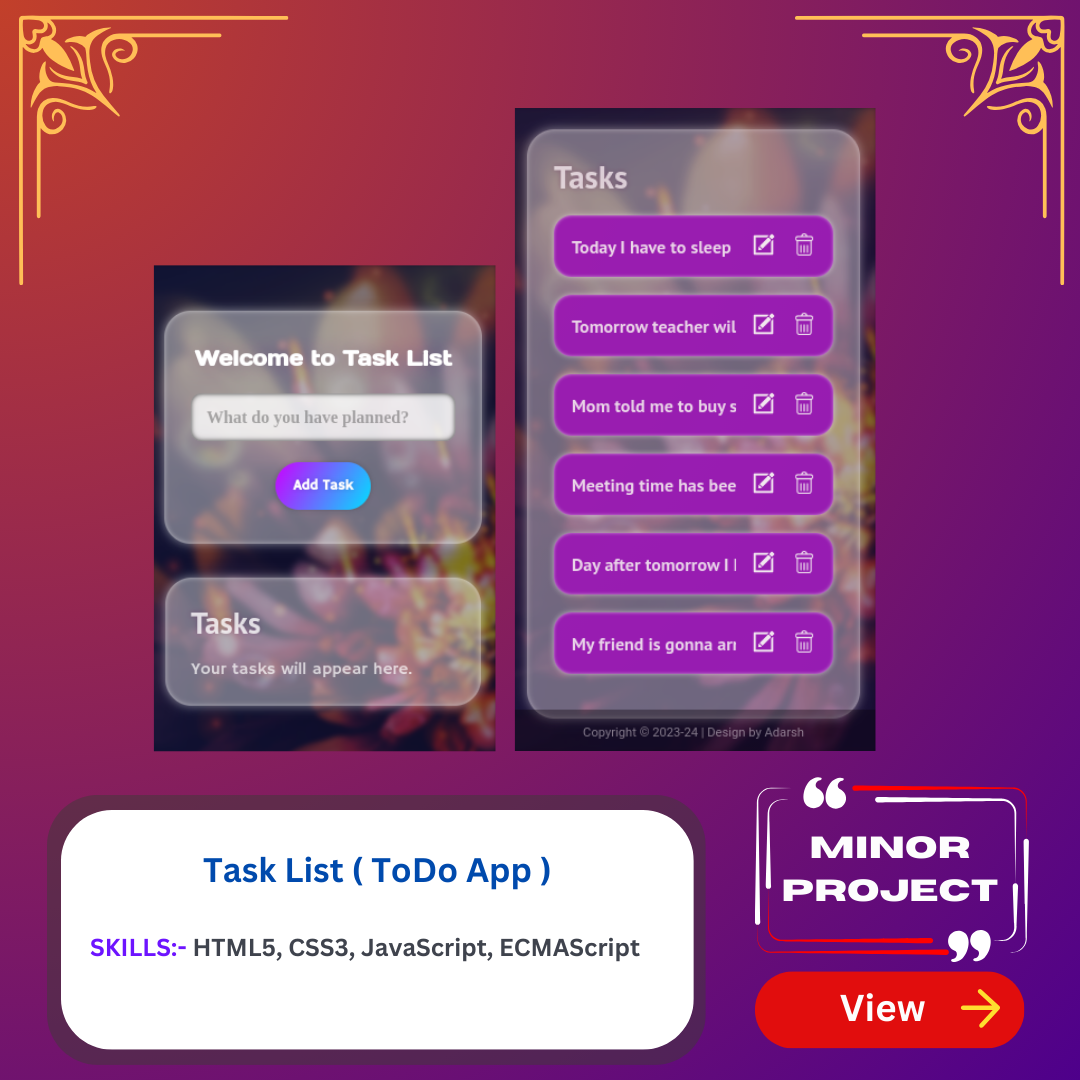 Welcome to Task List
What do you have planned?
Add Task
Tasks
Your tasks will appear here.
Tasks
Today I have to sleep
Tomorrow teacher wil
Mom told me to buy s
Meeting time has bee
Day after tomorrow I
My friend is gonna arr
Copyright © 2023-24 | Design by Adarsh
Task List ( ToDo App )
SKILLS:- HTML5, CSS3, JavaScript, ECMAScript
“
MINOR
PROJECT
”
View